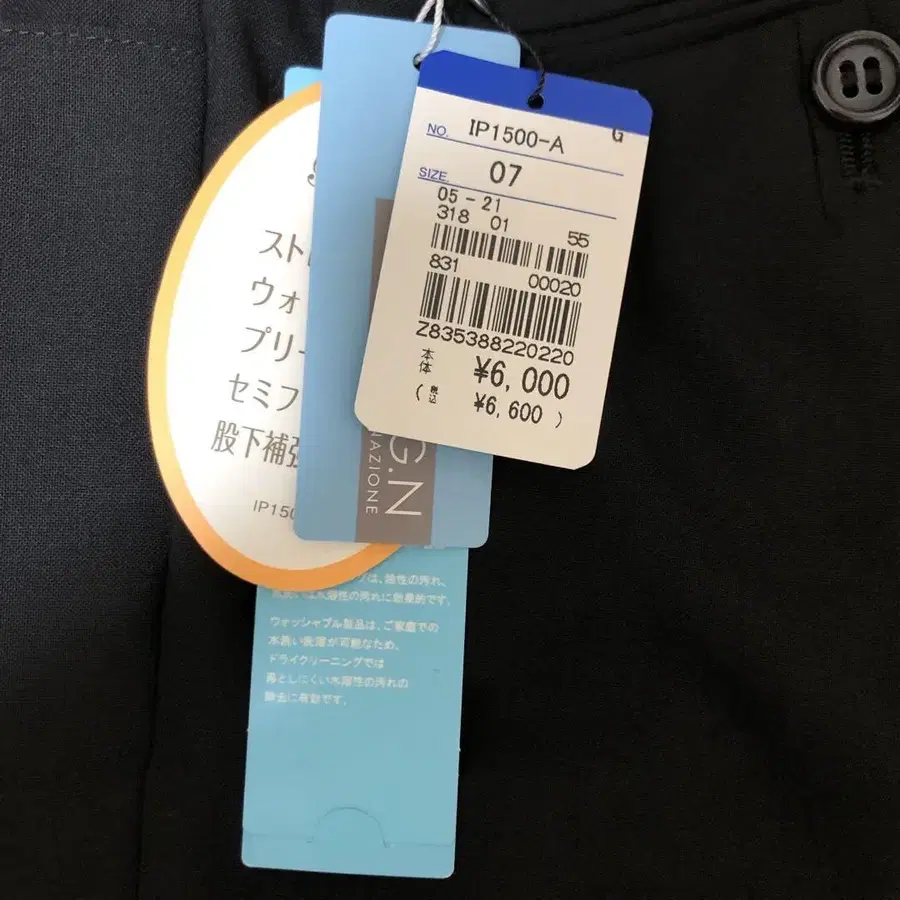 NO. IP1500-A G
SIZE 07
05-21
318 01 55
831 00020
Z835388220220
本体 ¥6,000
(税込 ¥6,600)
スト
ウォ
プリー
セミフ
股下補強
IP150
G.N
NAZIONE
は、油性の汚れ、
水溶性の汚れに効果的です。
ウォッシャブル製品は、ご家庭での
水洗い洗濯が可能なため、
ドライクリーニングでは
落としにくい水溶性の汚れの
除去に有効です。